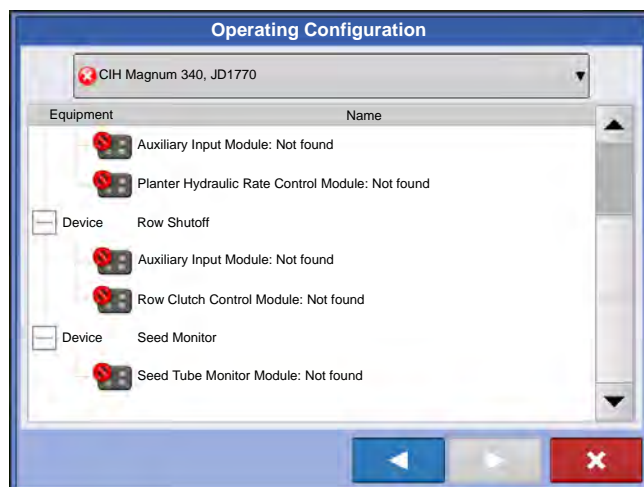 Operating Configuration
CIH Magnum 340, JD1770
Equipment Name
Auxiliary Input Module: Not found
Planter Hydraulic Rate Control Module: Not found
Device Row Shutoff
Auxiliary Input Module: Not found
Row Clutch Control Module: Not found
Device Seed Monitor
Seed Tube Monitor Module: Not found